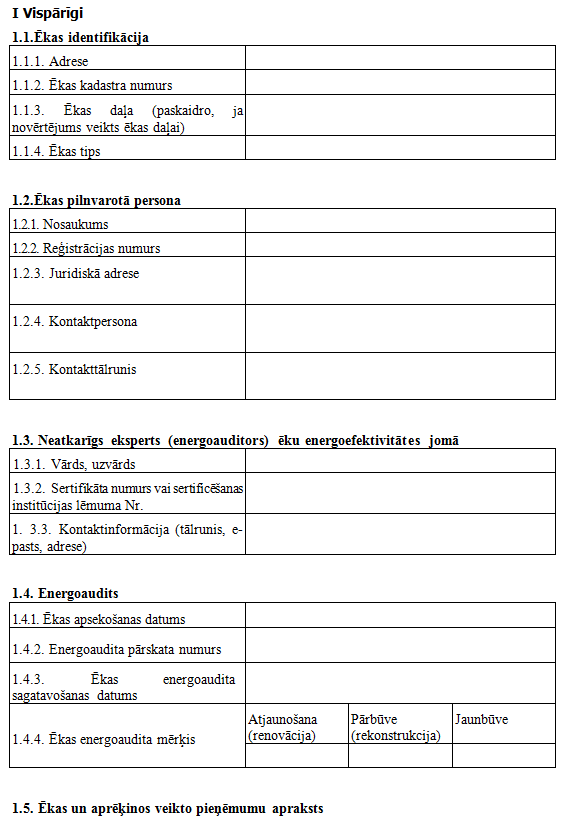 I Vispārīgi
1.1.Ēkas identifikācija
1.1.1. Adrese
1.1.2. Ēkas kadastra numurs
1.1.3. Ēkas daļa (paskaidro, ja
novērtējums veikts ēkas daļai)
1.1.4. Ēkas tips
1.2.Ēkas pilnvarotā persona
1.2.1. Nosaukums
1.2.2. Reģistrācijas numurs
1.2.3. Juridiskā adrese
1.2.4. Kontaktpersona
1.2.5. Kontakttālrunis
1.3. Neatkarīgs eksperts (energoauditors) ēku energoefektivitātes jomā
1.3.1. Vārds, uzvārds
1.3.2. Sertifikāta numurs vai sertificēšanas
institūcijas lēmuma Nr.
1. 3.3. Kontaktinformācija (tālrunis, e-
pasts, adrese)
1.4. Energoaudits
1.4.1. Ēkas apsekošanas datums
1.4.2. Energoaudita pārskata numurs
1.4.3. Ēkas energoaudita
sagatavošanas datums
1.4.4. Ēkas energoaudita mērķis
Atjaunošana
(renovācija)
Pārbūve
(rekonstrukcija)
Jaunbūve
1.5. Ēkas un aprēķinos veikto pieņēmumu apraksts